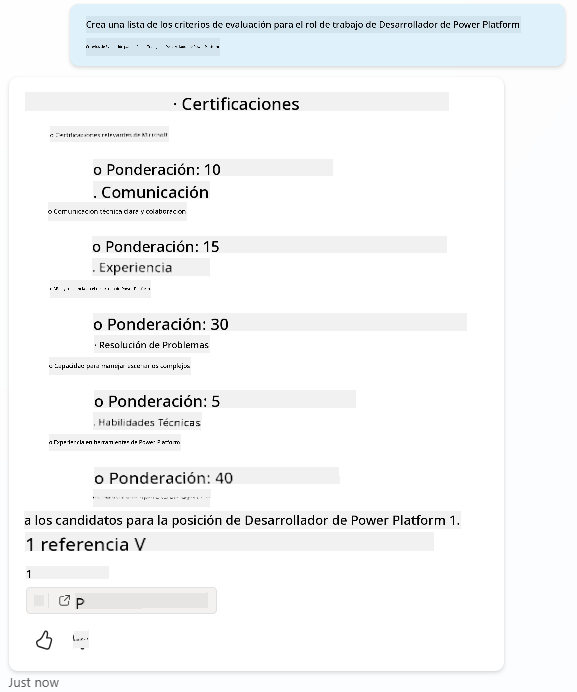 Crea una lista de los criterios de evaluación para el rol de trabajo de Desarrollador de Power Platform
· Certificaciones
o Certificaciones relevantes de Microsoft
o Ponderación: 10
. Comunicación
o Comunicación técnica clara y colaboración
o Ponderación: 15
. Experiencia
o Ponderación: 30
· Resolución de Problemas
o Capacidad para manejar escenarios complejos
o Ponderación: 5
. Habilidades Técnicas
o Experiencia en herramientas de Power Platform
o Ponderación: 40
a los candidatos para la posición de Desarrollador de Power Platform 1.
1 referencia V
1
P
Just now